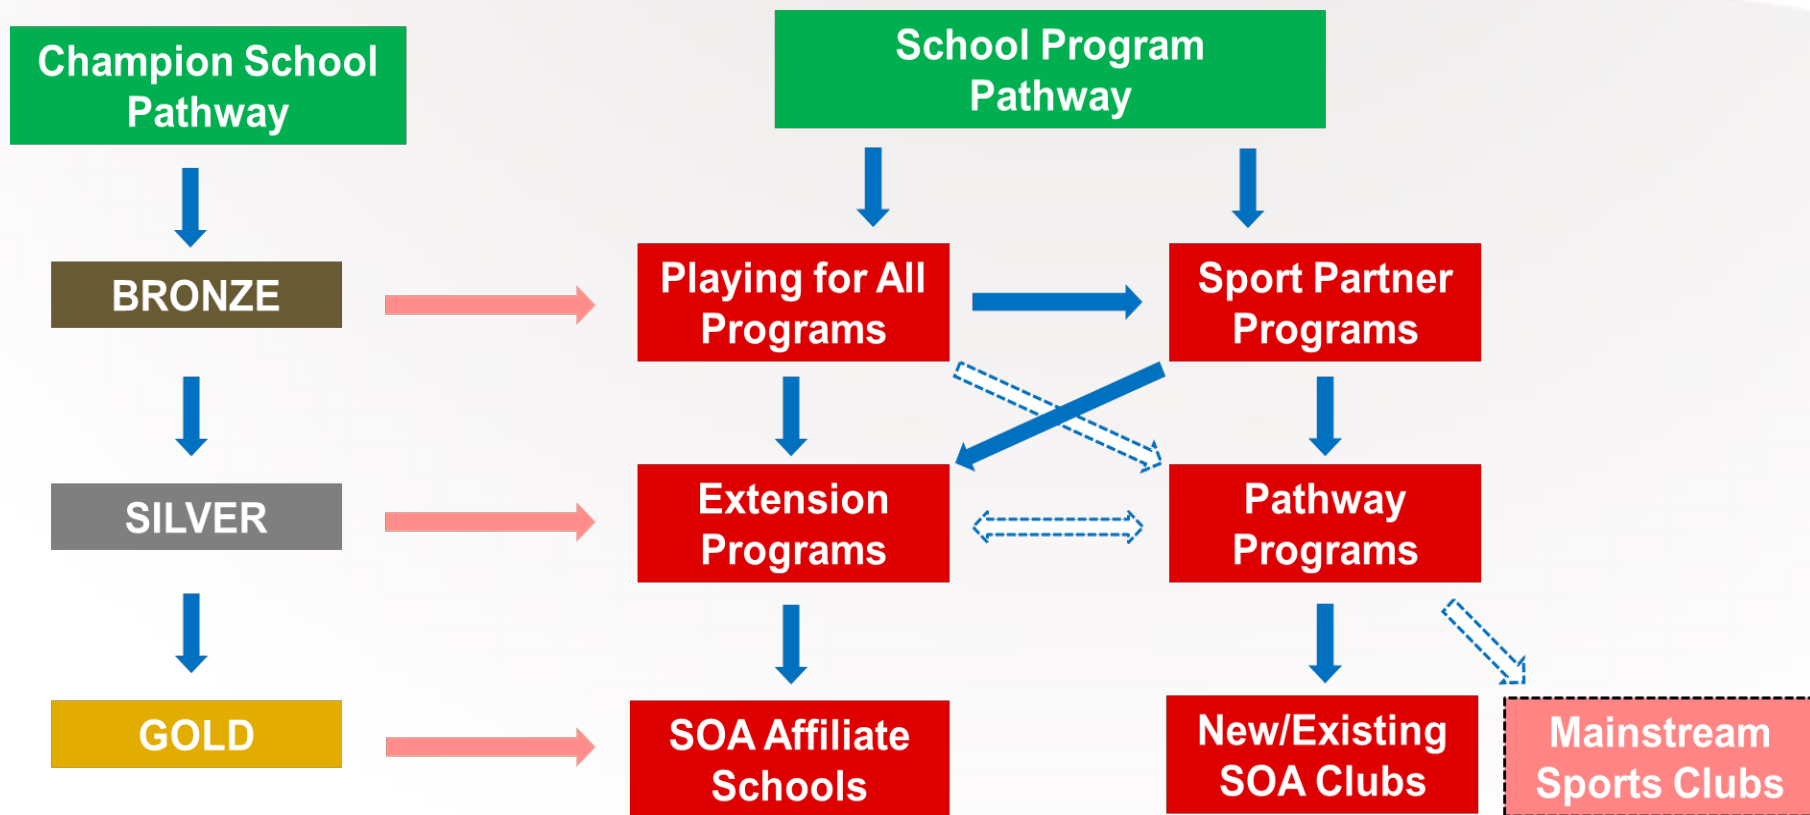 Champion School
Pathway
School Program
Pathway
BRONZE
Playing for All
Programs
Sport Partner
Programs
SILVER
Extension
Programs
Pathway
Programs
GOLD
SOA Affiliate
Schools
New/Existing
SOA Clubs
Mainstream
Sports Clubs